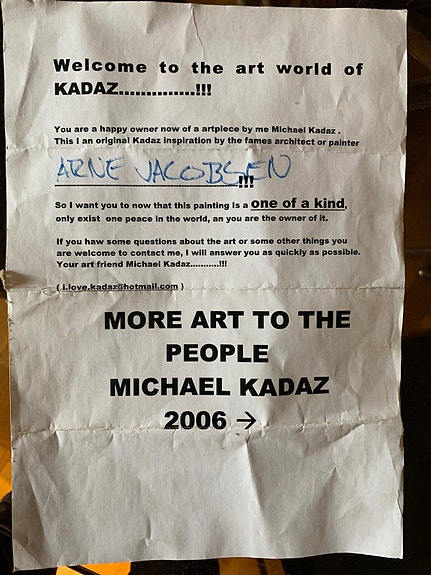 Welcome to the art world of
KADAZ..............!!!
You are a happy owner now of a artpiece by me Michael Kadaz .
This I an original Kadaz inspiration by the fames architect or painter
ARNE JACOBSEN
!!!
So I want you to now that this painting is a one of a kind,
only exist one peace in the world, an you are the owner of it.
If you haw some questions about the art or some other things you
are welcome to contact me, I will answer you as quickly as possible.
Your art friend Michael Kadaz...........!!!
( i.love.kadaz@hotmail.com )
MORE ART TO THE
PEOPLE
MICHAEL KADAZ
2006 →